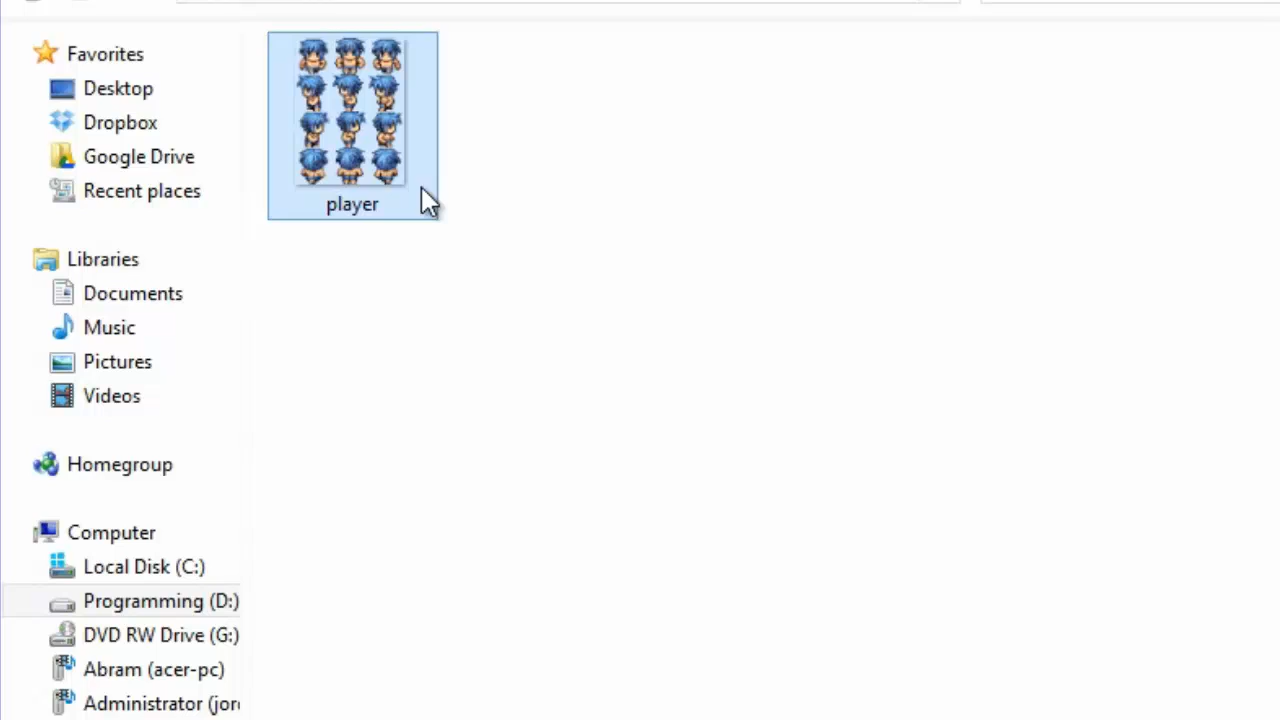 Favorites
Desktop
Dropbox
Google Drive
Recent places
Libraries
Documents
Music
Pictures
Videos
Homegroup
Computer
Local Disk (C:)
Programming (D:)
DVD RW Drive (G:)
Abram (acer-pc)
Administrator (jor
player